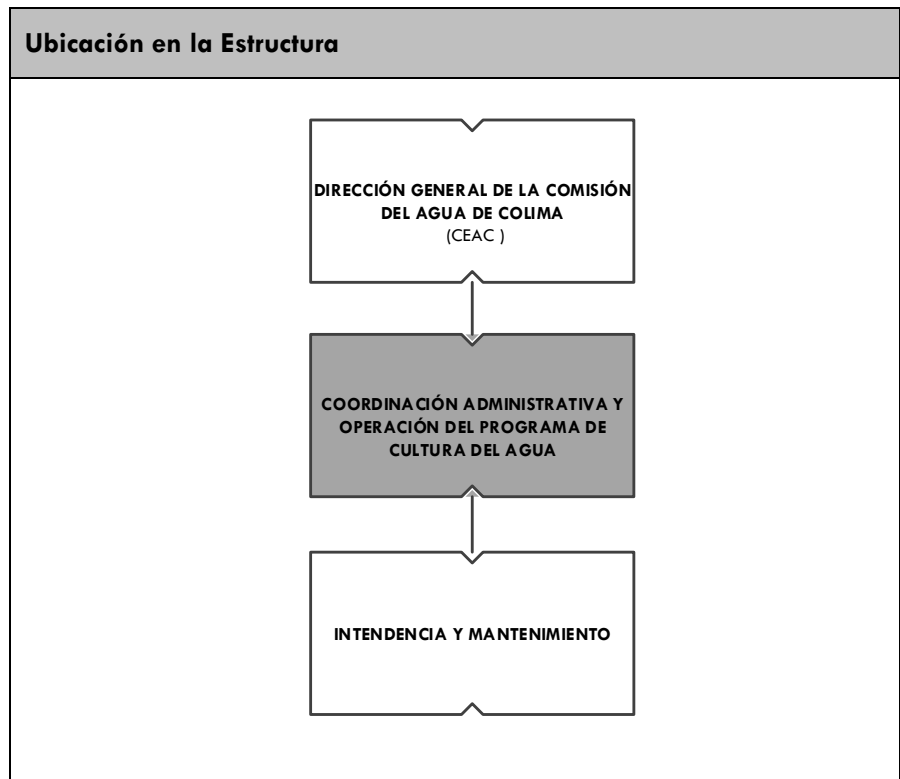 Ubicación en la Estructura
DIRECCIÓN GENERAL DE LA COMISIÓN
DEL AGUA DE COLIMA
(CEAC )
COORDINACIÓN ADMINISTRATIVA Y
OPERACIÓN DEL PROGRAMA DE
CULTURA DEL AGUA
INTENDENCIA Y MANTENIMIENTO